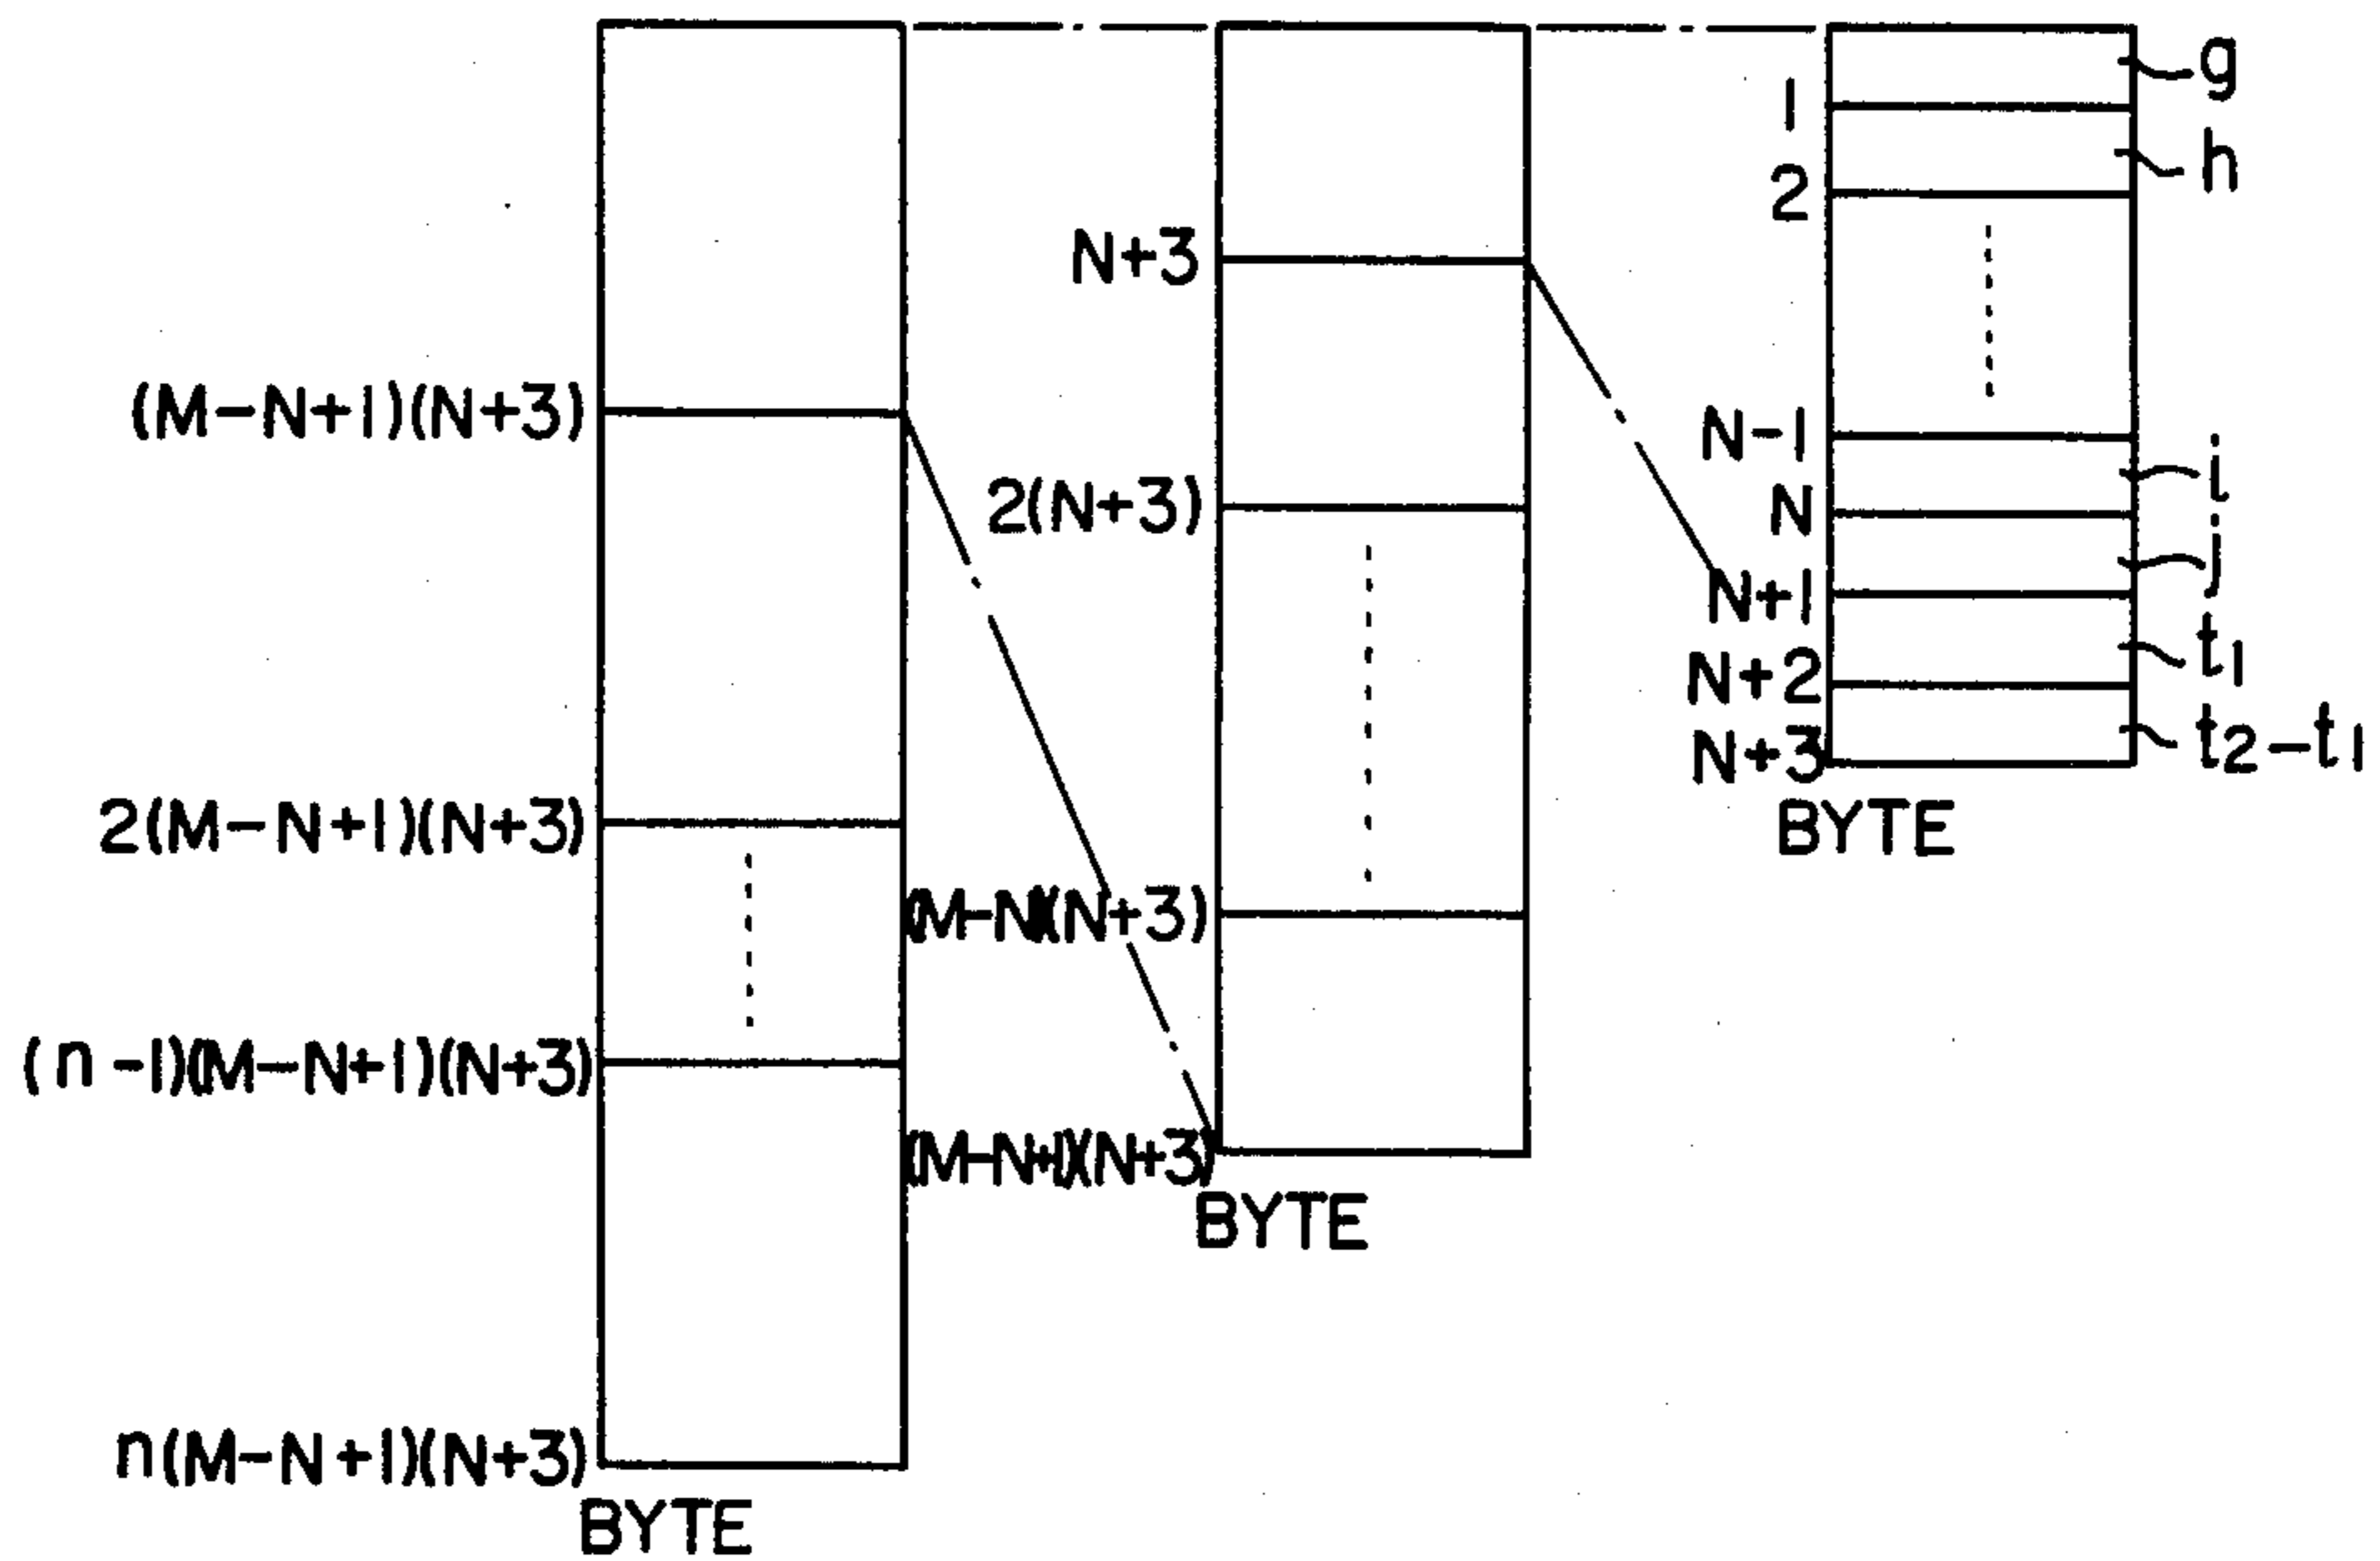 (M-N+1)(N+3)
2(M-N+1)(N+3)
(n-1)(M-N+1)(N+3)
n(M-N+1)(N+3)
BYTE
N+3
2(N+3)
(M-N)(N+3)
(M-N+1)(N+3)
BYTE
1
2
N-1
N
N+1
N+2
N+3
BYTE
g
h
i
j
t1
t2-t1